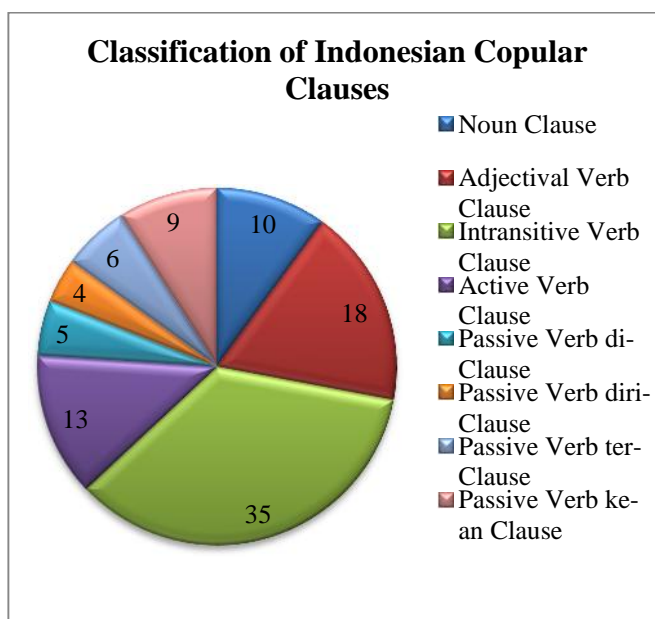 Classification of Indonesian Copular
Clauses
Noun Clause
Adjectival Verb
Clause
Intransitive Verb
Clause
Active Verb
Clause
Passive Verb di-
Clause
Passive Verb diri-
Clause
Passive Verb ter-
Clause
Passive Verb ke-
an Clause
10
18
35
13
5
4
6
9